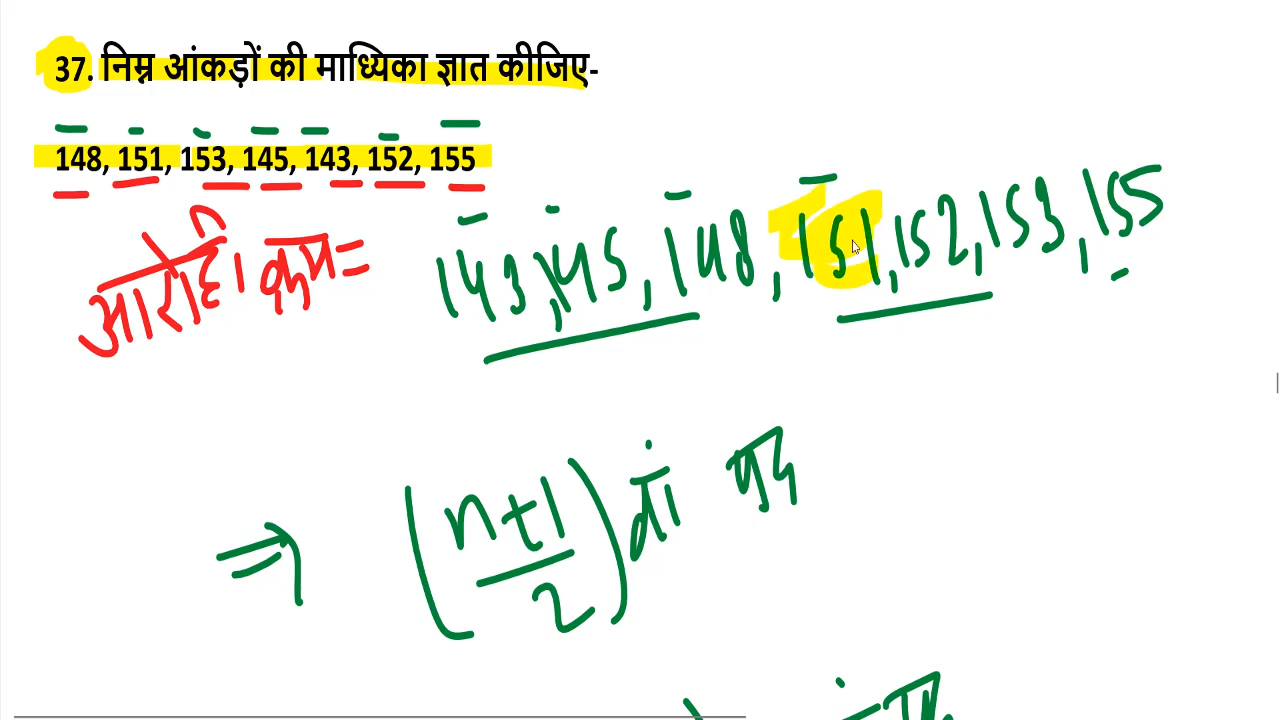 37. निम्न आंकड़ों की माध्यिका ज्ञात कीजिए-
148, 151, 153, 145, 143, 152, 155
आरोही क्रम = 143, 145, 148, 151, 152, 153, 155
⇒ (n+1/2) वां पद